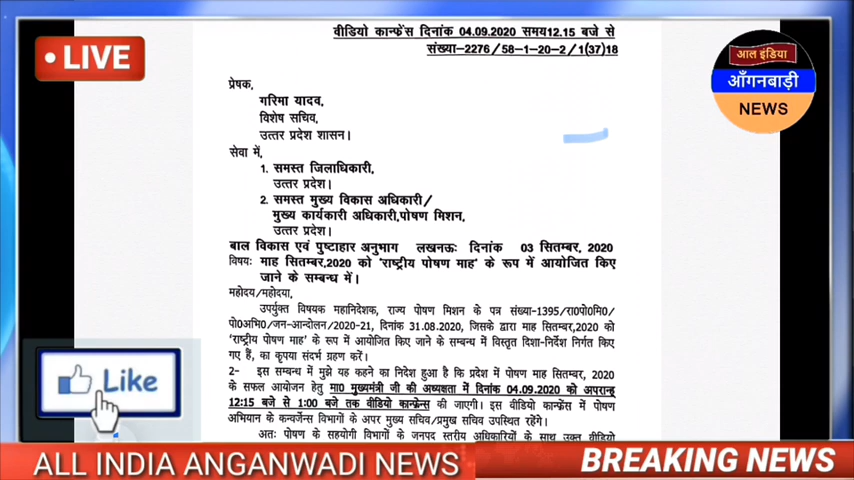 वीडियो कान्फ्रेंस दिनांक 04.09.2020 समय12.15 बजे से
संख्या-2276/58-1-20-2/1(37)18
LIVE
आल इंडिया
आँगनबाड़ी
NEWS
प्रेषक,
गरिमा यादव,
विशेष सचिव,
उत्तर प्रदेश शासन।
सेवा में,
1. समस्त जिलाधिकारी,
उत्तर प्रदेश।
2. समस्त मुख्य विकास अधिकारी/
मुख्य कार्यकारी अधिकारी,पोषण मिशन,
उत्तर प्रदेश।
बाल विकास एवं पुष्टाहार अनुभाग लखनऊः दिनांक 03 सितम्बर, 2020
विषयः माह सितम्बर,2020 को 'राष्ट्रीय पोषण माह' के रूप में आयोजित किए
जाने के सम्बन्ध में।
महोदय/महोदया,
उपर्युक्त विषयक महानिदेशक, राज्य पोषण मिशन के पत्र संख्या-1395/रा0पो0मि0/
पो0अभि0/जन-आन्दोलन/2020-21, दिनांक 31.08.2020, जिसके द्वारा माह सितम्बर,2020 को
'राष्ट्रीय पोषण माह' के रूप में आयोजित किए जाने के सम्बन्ध में विस्तृत दिशा-निर्देश निर्गत किए
गए हैं, का कृपया संदर्भ ग्रहण करें।
2- इस सम्बन्ध में मुझे यह कहने का निदेश हुआ है कि प्रदेश में पोषण माह सितम्बर, 2020
के सफल आयोजन हेतु मा0 मुख्यमंत्री जी की अध्यक्षता में दिनांक 04.09.2020 को अपरान्ह्
12:15 बजे से 1:00 बजे तक वीडियो कान्फ्रेन्स की जाएगी। इस वीडियो कान्फ्रेंस में पोषण
अभियान के कन्वर्जेन्स विभागों के अपर मुख्य सचिव/प्रमुख सचिव उपस्थित रहेंगे।
अतः पोषण के सहयोगी विभागों के जनपद स्तरीय अधिकारियों के साथ उक्त वीडियो
Like
ALL INDIA ANGANWADI NEWS
BREAKING NEWS